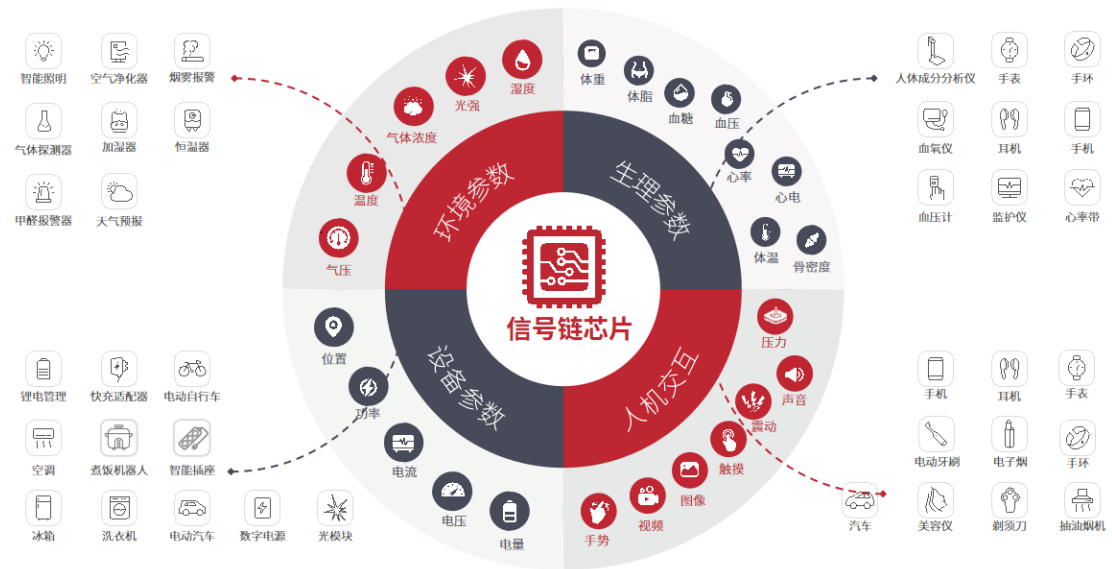 智能照明
空气净化器
烟雾报警
气体探测器
加湿器
恒温器
甲醛报警器
天气预报
湿度
光强
气体浓度
温度
气压
环境参数
体重
体脂
血糖
血压
心率
心电
体温
骨密度
生理参数
人体成分分析仪
手表
手环
血氧仪
耳机
手机
血压计
监护仪
心率带
信号链芯片
位置
功率
电流
电压
电量
设备参数
锂电管理
快充适配器
电动自行车
空调
煮饭机器人
智能插座
冰箱
洗衣机
电动汽车
数字电源
光模块
人机交互
压力
声音
震动
触摸
图像
视频
手势
手机
耳机
手表
电动牙刷
电子烟
手环
汽车
美容仪
剃须刀
抽油烟机